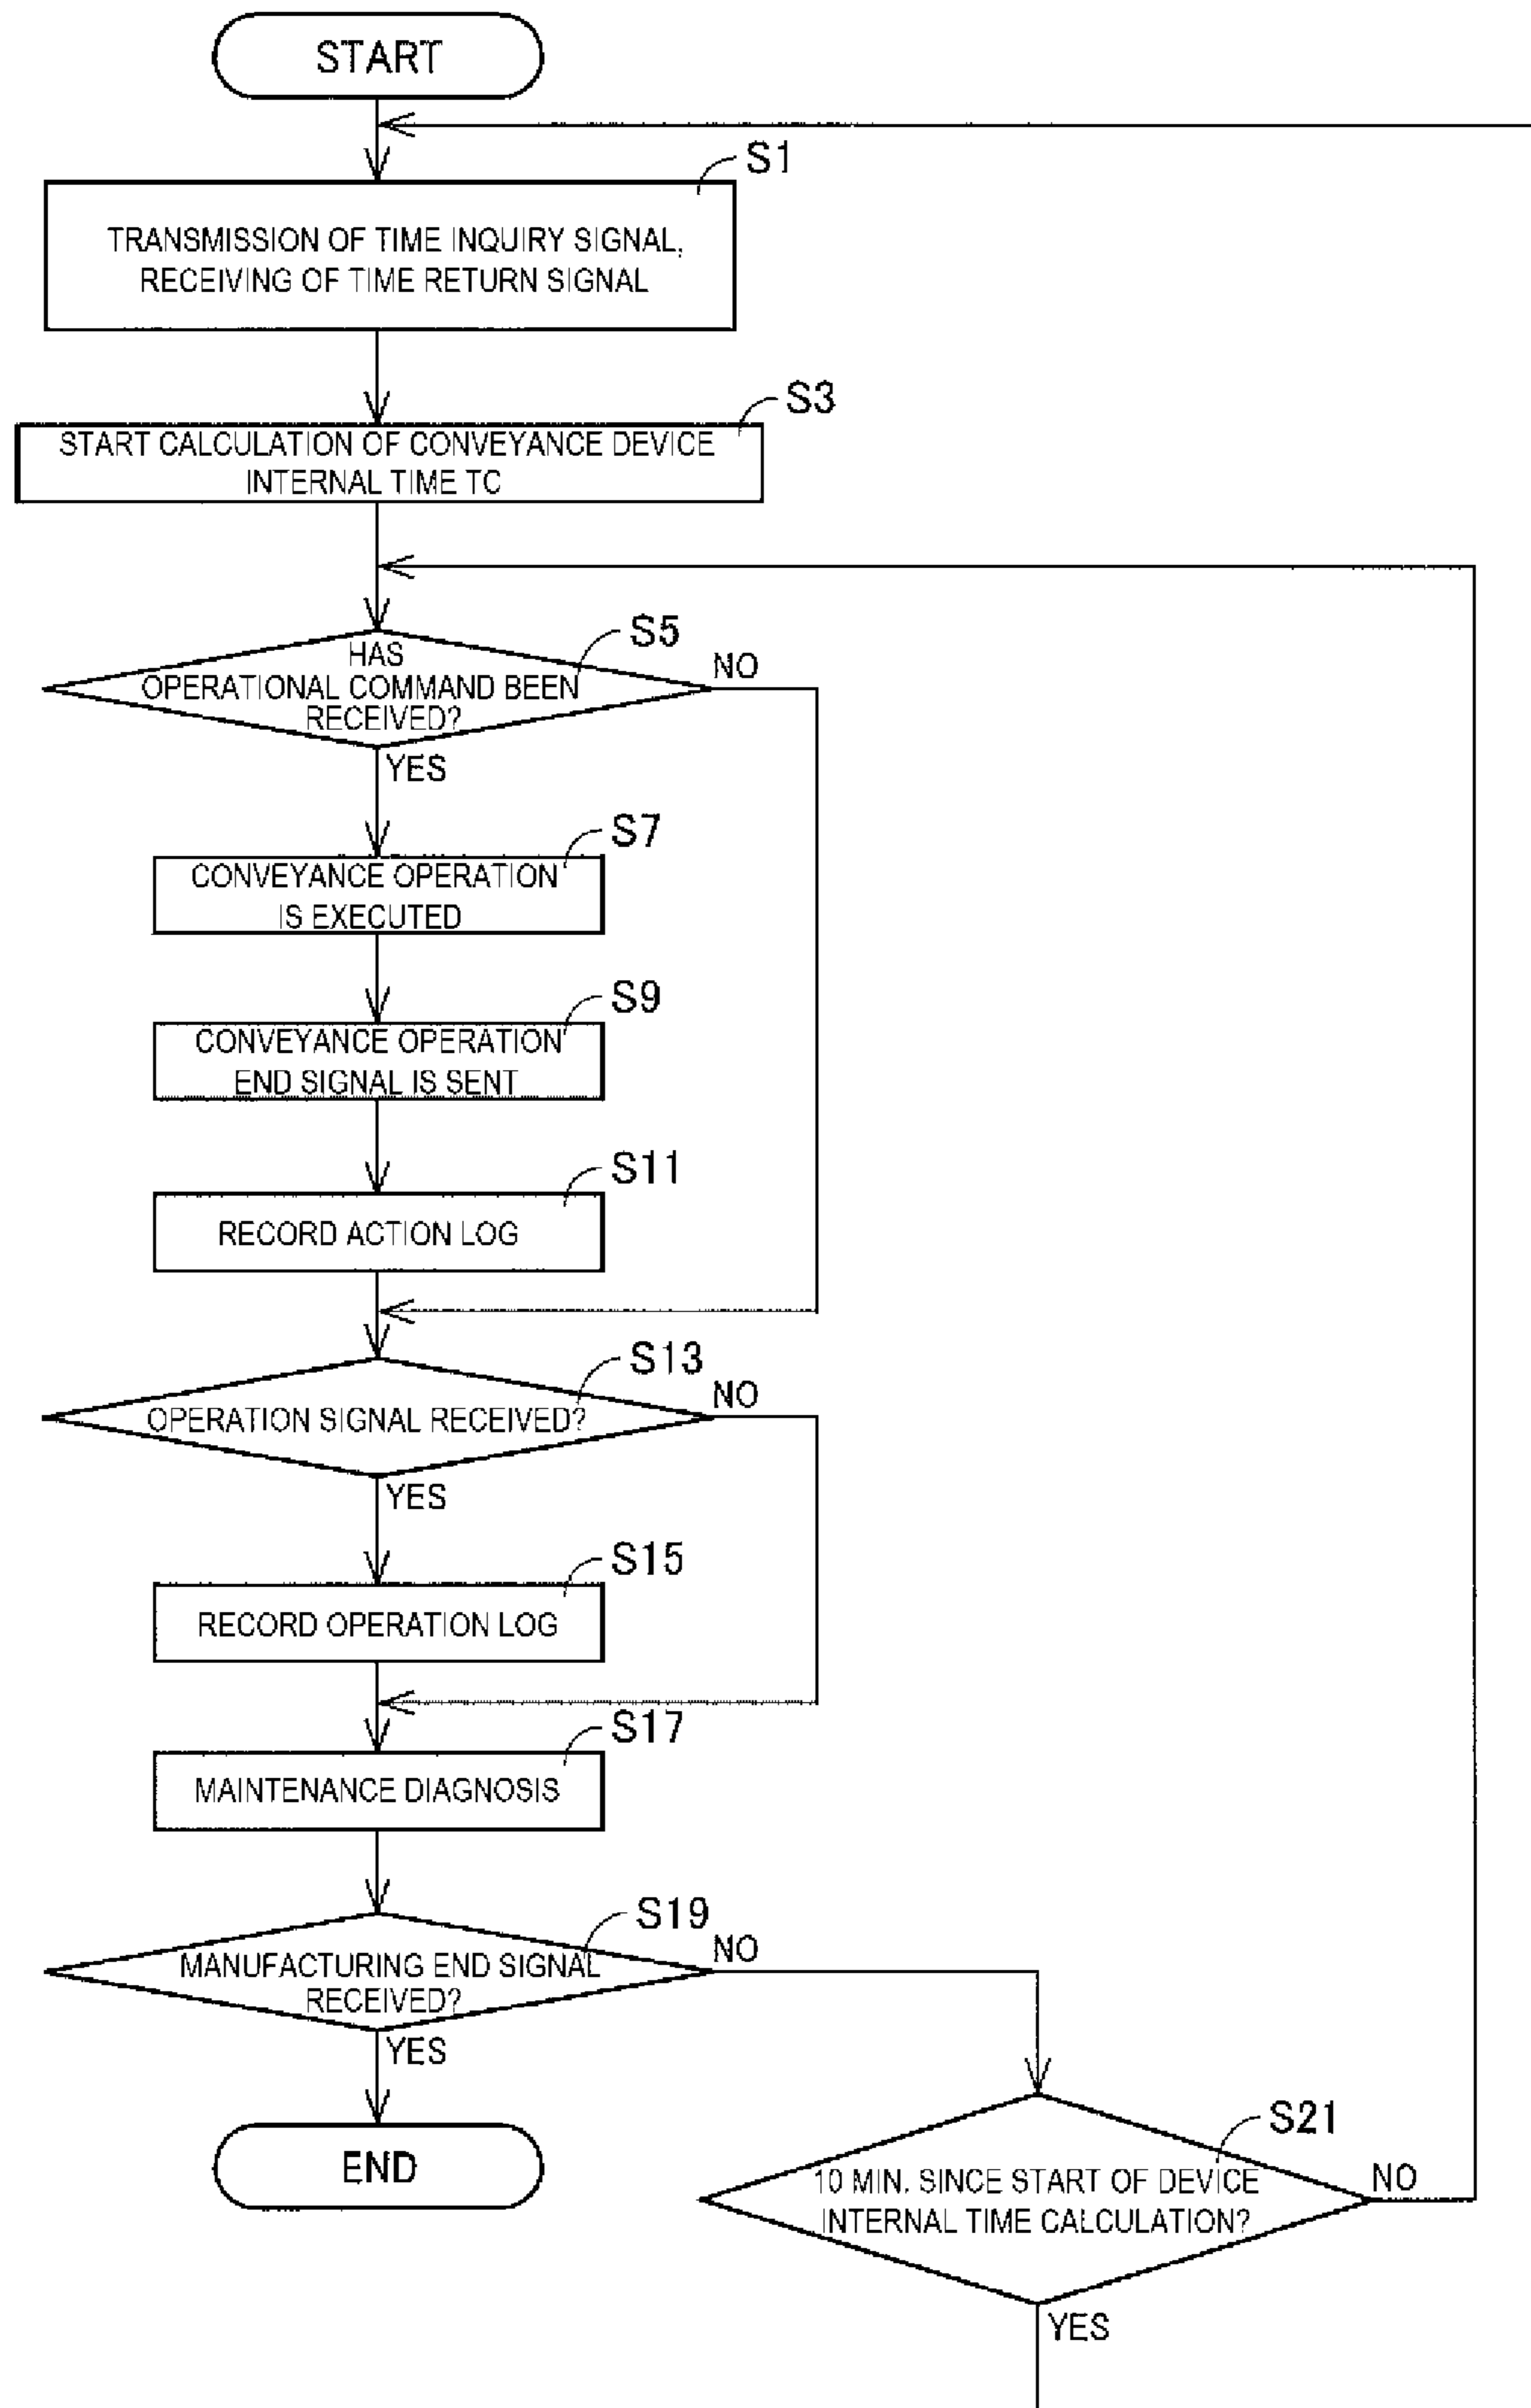 START
S1
TRANSMISSION OF TIME INQUIRY SIGNAL,
RECEIVING OF TIME RETURN SIGNAL
S3
START CALCULATION OF CONVEYANCE DEVICE
INTERNAL TIME TC
S5
HAS
OPERATIONAL COMMAND BEEN
RECEIVED?
NO
YES
S7
CONVEYANCE OPERATION
IS EXECUTED
S9
CONVEYANCE OPERATION
END SIGNAL IS SENT
S11
RECORD ACTION LOG
S13
OPERATION SIGNAL RECEIVED?
NO
YES
S15
RECORD OPERATION LOG
S17
MAINTENANCE DIAGNOSIS
S19
MANUFACTURING END SIGNAL
RECEIVED?
NO
YES
END
S21
10 MIN. SINCE START OF DEVICE
INTERNAL TIME CALCULATION?
NO
YES